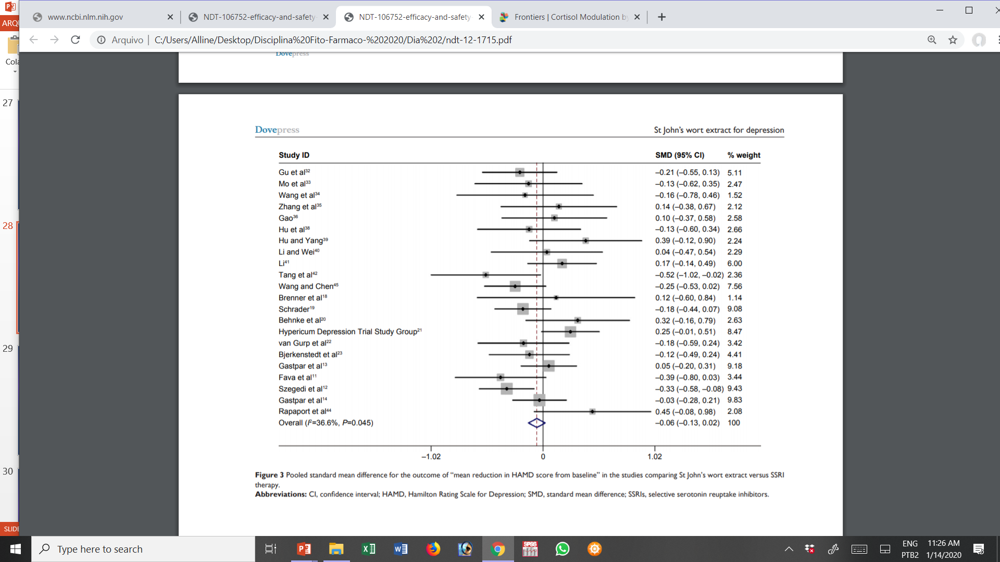 www.ncbi.nlm.nih.gov
NDT-106752-efficacy-and-safety
NDT-106752-efficacy-and-safety
Frontiers | Cortisol Modulation by
Arquivo | C:/Users/Alline/Desktop/Disciplina%20Fito-Farmaco-%202020/Dia%202/ndt-12-1715.pdf
ARQU
Cola
27
28
29
30
SLIDE
Dovepress
Dovepress St John's wort extract for depression
Study ID SMD (95% CI) % weight
Gu et al³² –0.21 (–0.55, 0.13) 5.11
Mo et al³³ –0.13 (–0.62, 0.35) 2.47
Wang et al³⁴ –0.16 (–0.78, 0.46) 1.52
Zhang et al³⁵ 0.14 (–0.38, 0.67) 2.12
Gao³⁶ 0.10 (–0.37, 0.58) 2.58
Hu et al³⁸ –0.13 (–0.60, 0.34) 2.66
Hu and Yang³⁹ 0.39 (–0.12, 0.90) 2.24
Li and Wei⁴⁰ 0.04 (–0.47, 0.54) 2.29
Li⁴¹ 0.17 (–0.14, 0.49) 6.00
Tang et al⁴² –0.52 (–1.02, –0.02) 2.36
Wang and Chen⁴⁵ –0.25 (–0.53, 0.02) 7.56
Brenner et al¹⁸ 0.12 (–0.60, 0.84) 1.14
Schrader¹⁹ –0.18 (–0.44, 0.07) 9.08
Behnke et al²⁰ 0.32 (–0.16, 0.79) 2.63
Hypericum Depression Trial Study Group²¹ 0.25 (–0.01, 0.51) 8.47
van Gurp et al²² –0.18 (–0.59, 0.24) 3.42
Bjerkenstedt et al²³ –0.12 (–0.49, 0.24) 4.41
Gastpar et al¹³ 0.05 (–0.20, 0.31) 9.18
Fava et al¹¹ –0.39 (–0.80, 0.03) 3.44
Szegedi et al¹² –0.33 (–0.58, –0.08) 9.43
Gastpar et al¹⁴ –0.03 (–0.28, 0.21) 9.83
Rapaport et al⁴⁴ 0.45 (–0.08, 0.98) 2.08
Overall (I²=36.6%, P=0.045) –0.06 (–0.13, 0.02) 100
–1.02 0 1.02
Figure 3 Pooled standard mean difference for the outcome of "mean reduction in HAMD score from baseline" in the studies comparing St John's wort extract versus SSRI
therapy.
Abbreviations: CI, confidence interval; HAMD, Hamilton Rating Scale for Depression; SMD, standard mean difference; SSRIs, selective serotonin reuptake inhibitors.
Type here to search
SPSS
ENG 11:26 AM
PTB2 1/14/2020